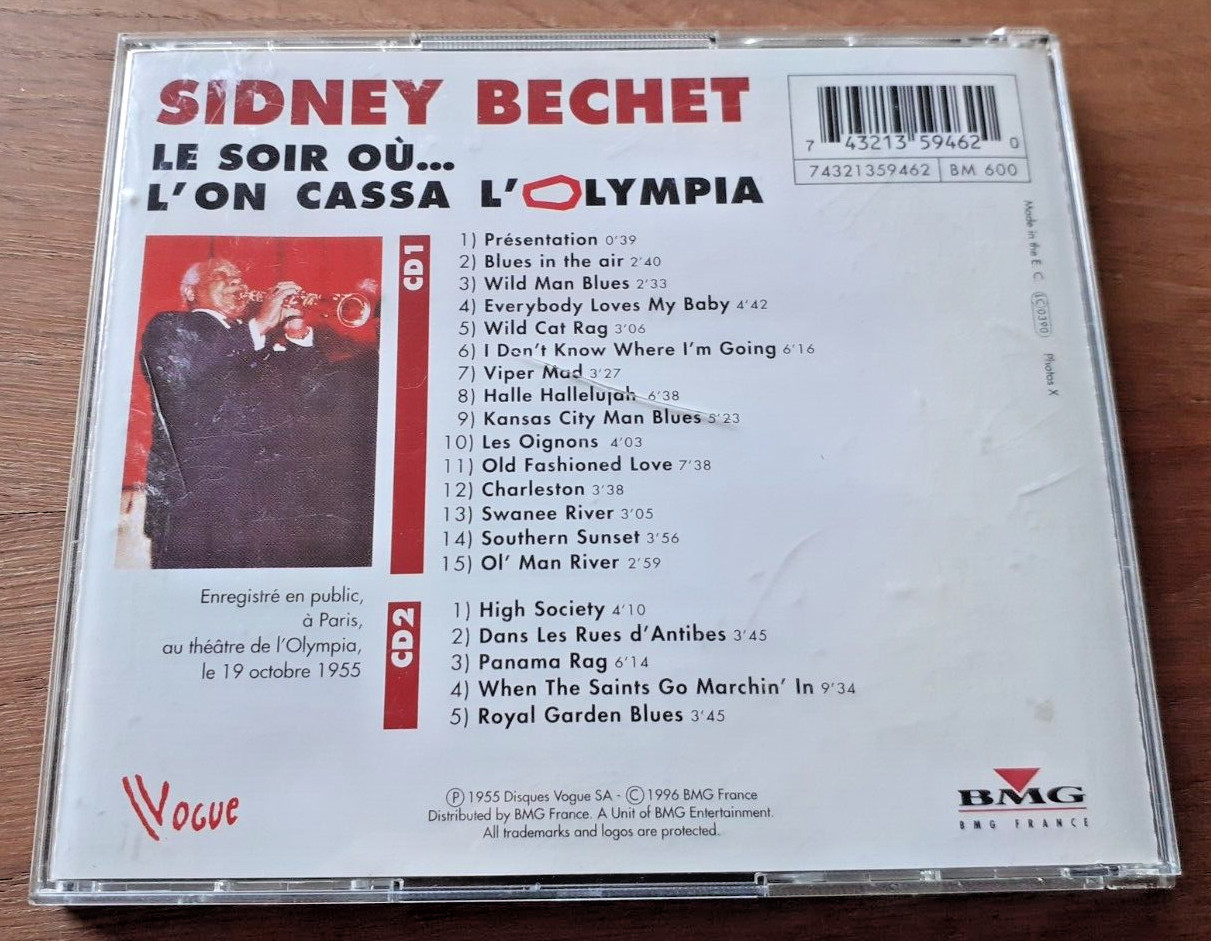 SIDNEY BECHET
LE SOIR OÙ...
L'ON CASSA L'OLYMPIA
7 43213 59462 0
74321359462 BM 600
Made in the E. C. LC 0390 Photos X
CD1
1) Présentation 0'39
2) Blues in the air 2'40
3) Wild Man Blues 2'33
4) Everybody Loves My Baby 4'42
5) Wild Cat Rag 3'06
6) I Don't Know Where I'm Going 6'16
7) Viper Mad 3'27
8) Halle Hallelujah 6'38
9) Kansas City Man Blues 5'23
10) Les Oignons 4'03
11) Old Fashioned Love 7'38
12) Charleston 3'38
13) Swanee River 3'05
14) Southern Sunset 3'56
15) Ol' Man River 2'59
Enregistré en public,
à Paris,
au théâtre de l'Olympia,
le 19 octobre 1955
CD2
1) High Society 4'10
2) Dans Les Rues d'Antibes 3'45
3) Panama Rag 6'14
4) When The Saints Go Marchin' In 9'34
5) Royal Garden Blues 3'45
VOGUE
Ⓟ 1955 Disques Vogue SA - © 1996 BMG France
Distributed by BMG France. A Unit of BMG Entertainment.
All trademarks and logos are protected.
BMG
BMG FRANCE